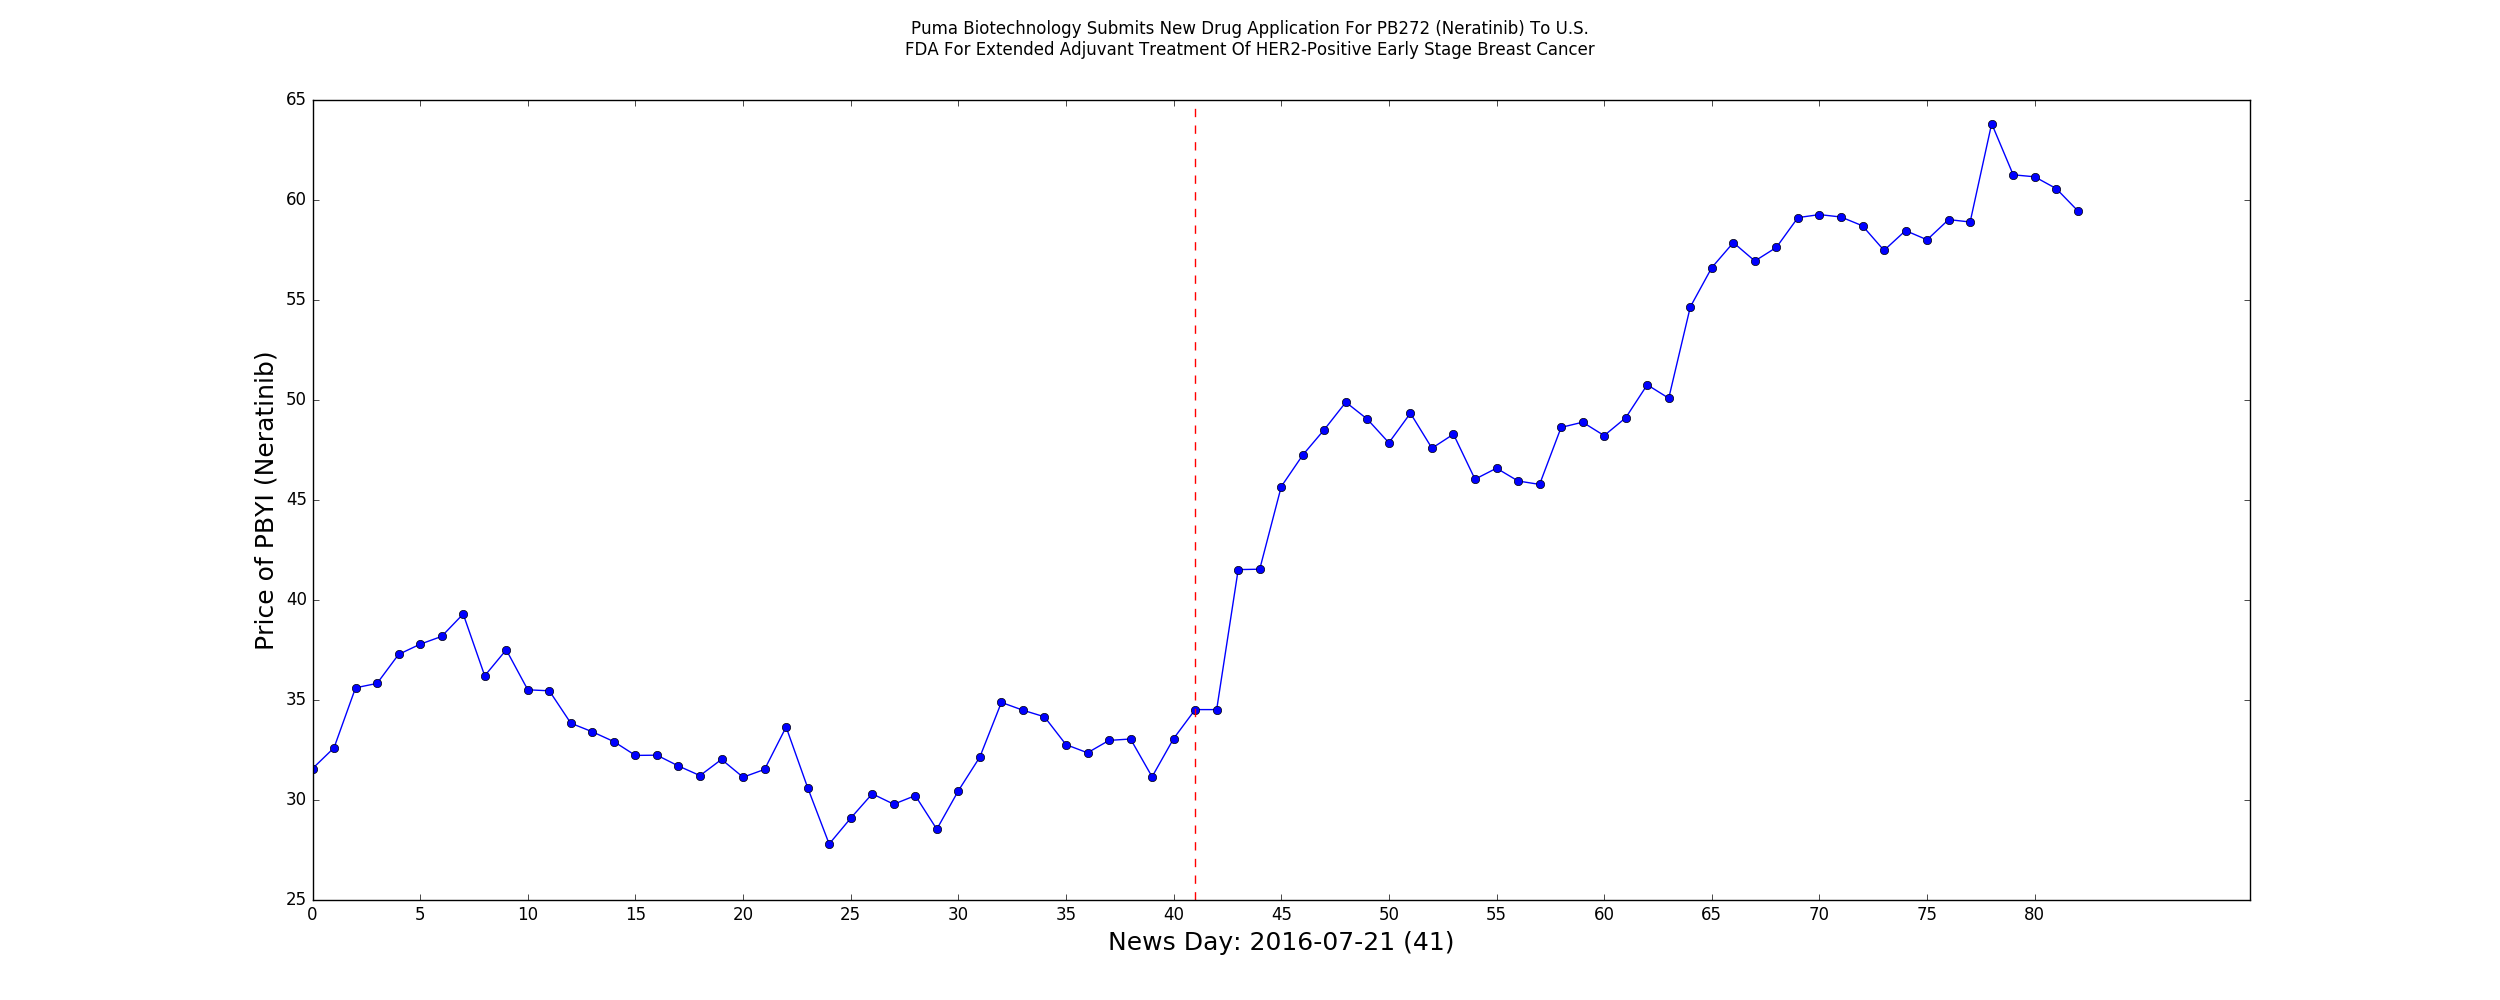 Puma Biotechnology Submits New Drug Application For PB272 (Neratinib) To U.S.
FDA For Extended Adjuvant Treatment Of HER2-Positive Early Stage Breast Cancer
Price of PBYI (Neratinib)
65
60
55
50
45
40
35
30
25
0 5 10 15 20 25 30 35 40 45 50 55 60 65 70 75 80
News Day: 2016-07-21 (41)